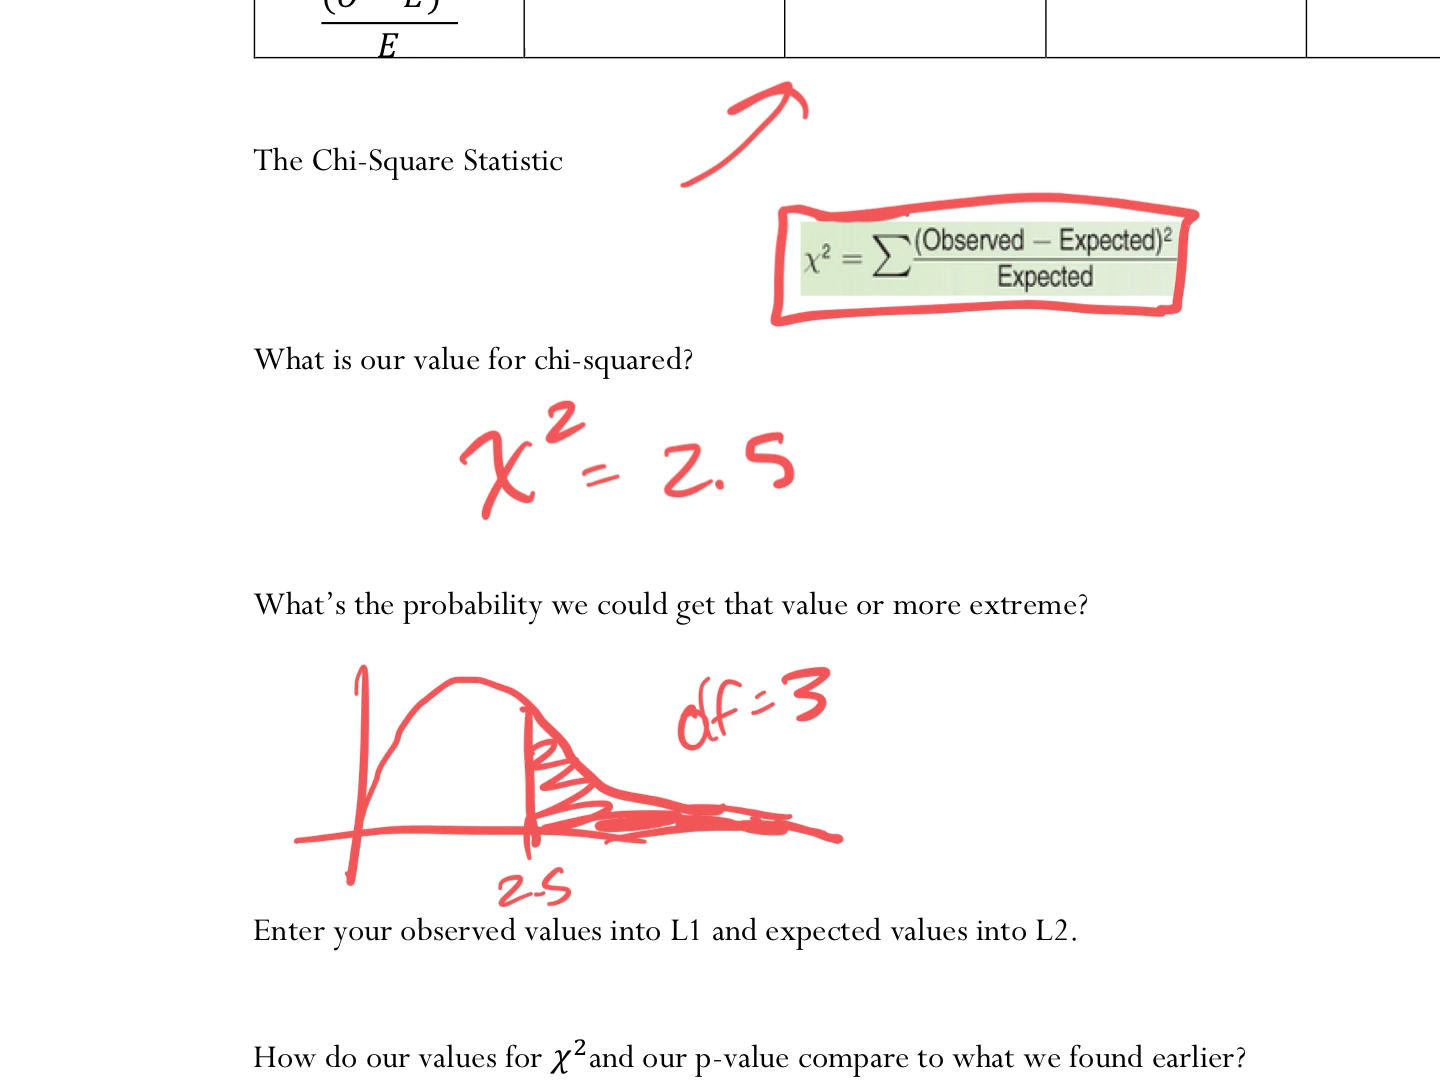 (O − E)²
E
The Chi-Square Statistic
χ² = ∑ (Observed − Expected)²
Expected
What is our value for chi-squared?
χ² = 2.5
What’s the probability we could get that value or more extreme?
df = 3
2.5
Enter your observed values into L1 and expected values into L2.
How do our values for χ² and our p-value compare to what we found earlier?